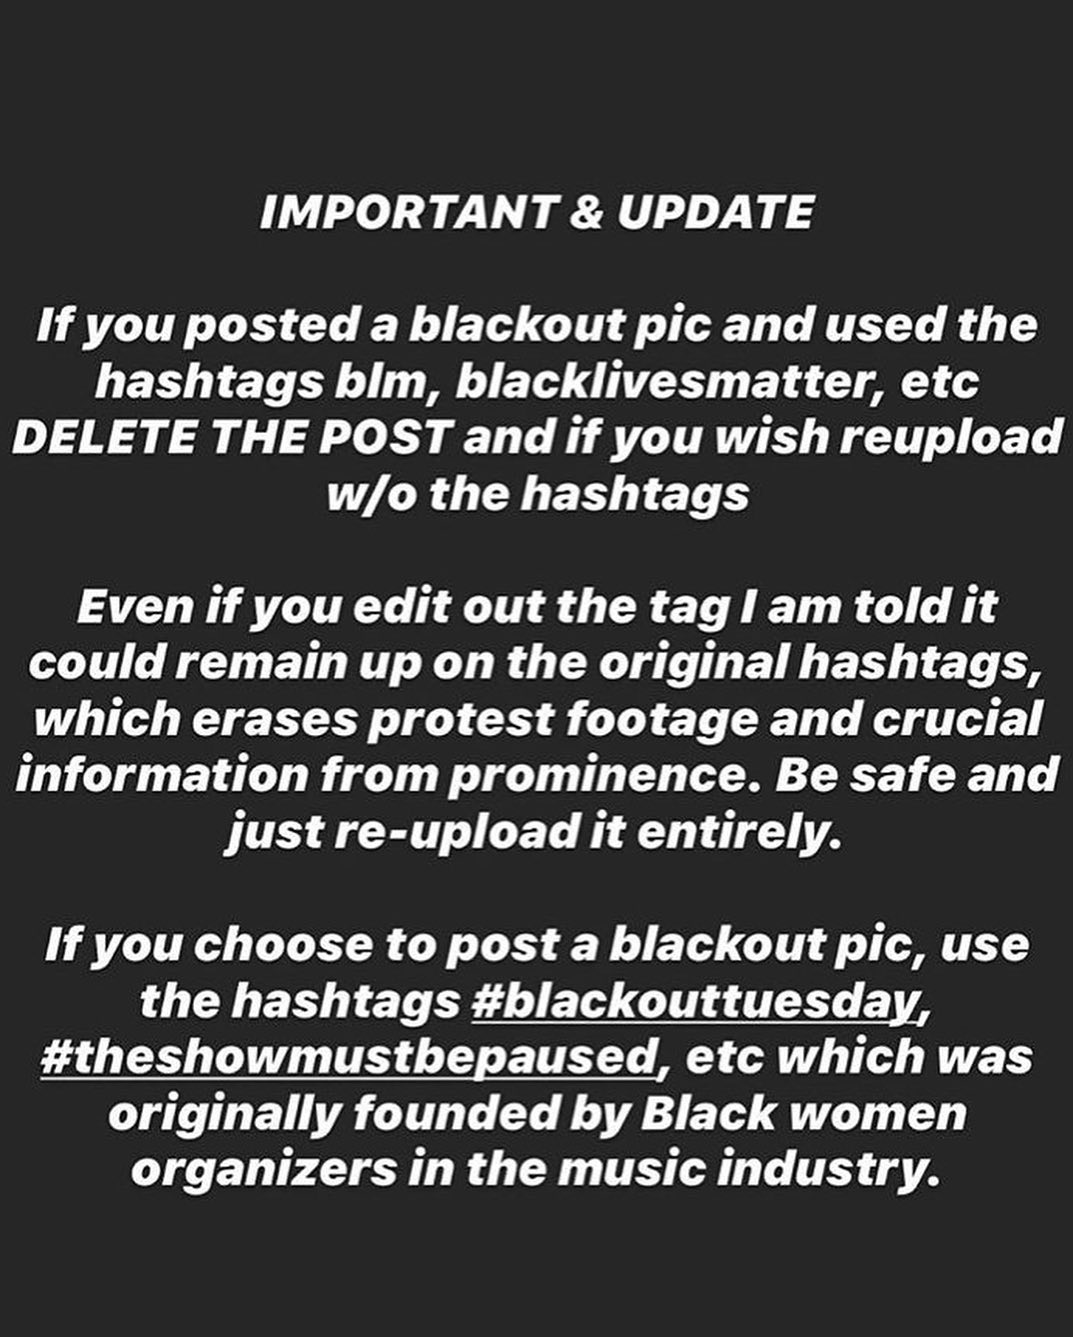 IMPORTANT & UPDATE
If you posted a blackout pic and used the
hashtags blm, blacklivesmatter, etc
DELETE THE POST and if you wish reupload
w/o the hashtags
Even if you edit out the tag I am told it
could remain up on the original hashtags,
which erases protest footage and crucial
information from prominence. Be safe and
just re-upload it entirely.
If you choose to post a blackout pic, use
the hashtags #blackouttuesday,
#theshowmustbepaused, etc which was
originally founded by Black women
organizers in the music industry.